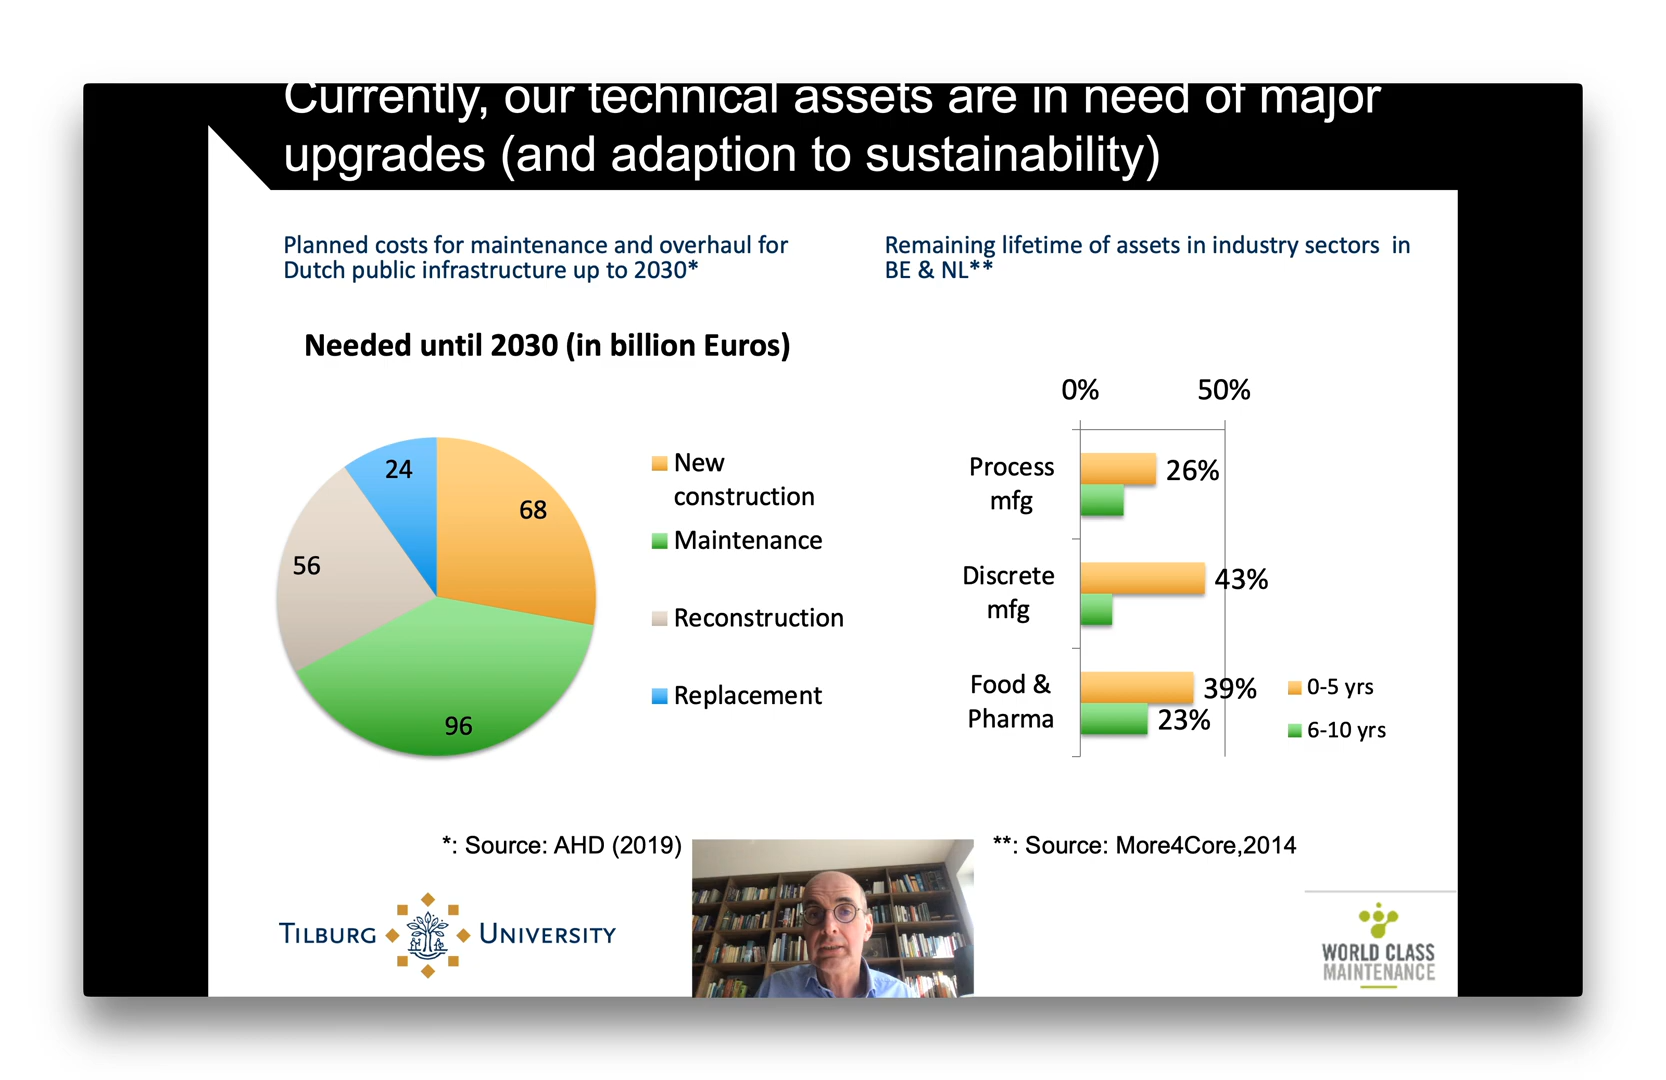 Currently, our technical assets are in need of major
upgrades (and adaption to sustainability)
Planned costs for maintenance and overhaul for
Dutch public infrastructure up to 2030*
Needed until 2030 (in billion Euros)
24
68
56
96
New
construction
Maintenance
Reconstruction
Replacement
*: Source: AHD (2019)
Remaining lifetime of assets in industry sectors in
BE & NL**
0% 50%
Process
mfg
26%
Discrete
mfg
43%
Food &
Pharma
39%
23%
0-5 yrs
6-10 yrs
**: Source: More4Core,2014
TILBURG UNIVERSITY
WORLD CLASS
MAINTENANCE